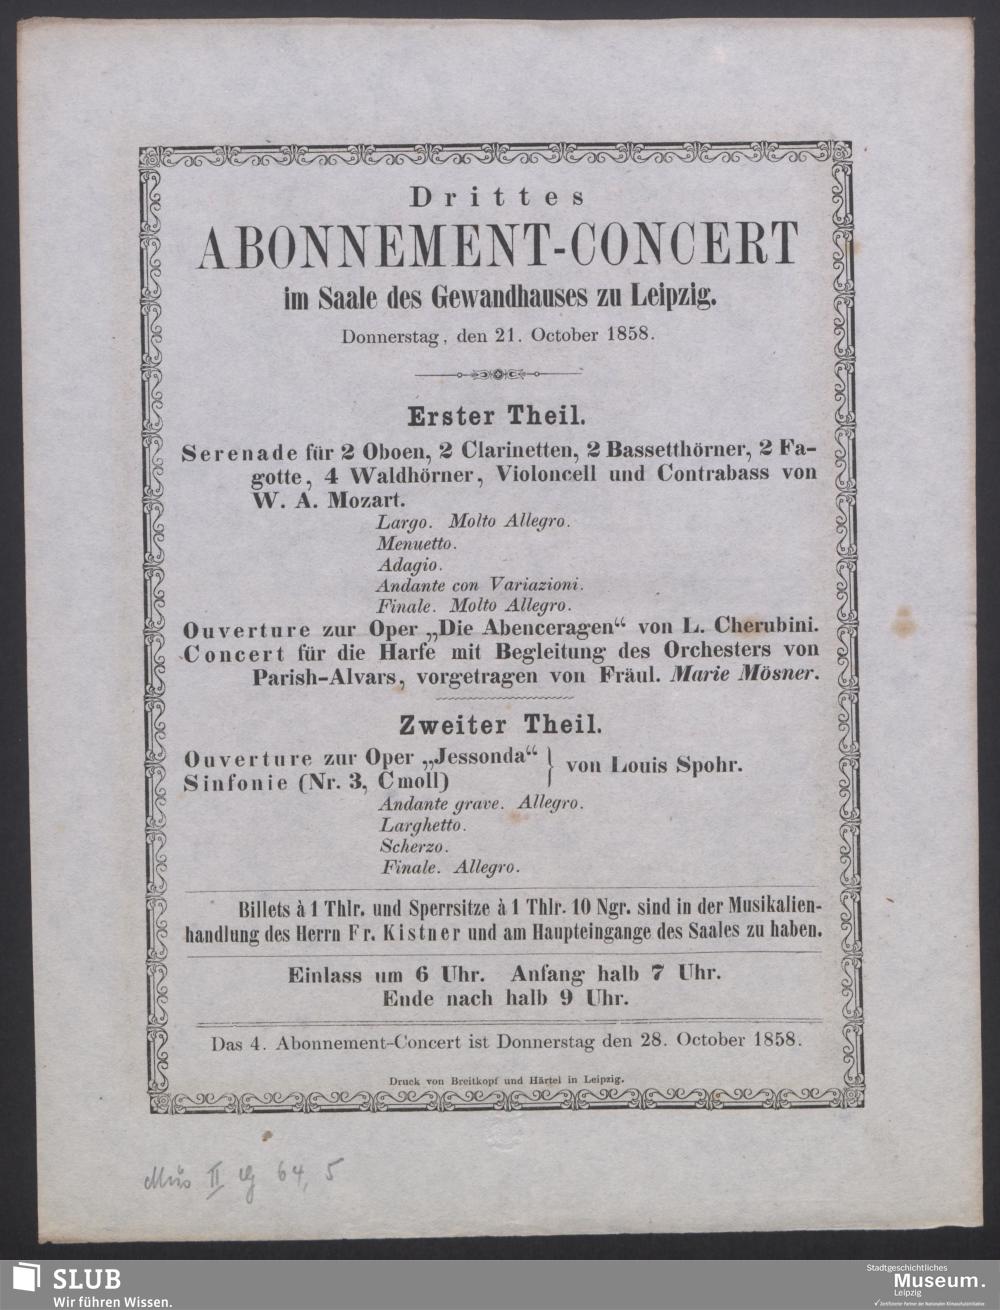 Drittes
ABONNEMENT-CONCERT
im Saale des Gewandhauses zu Leipzig.
Donnerstag, den 21. October 1858.
Erster Theil.
Serenade für 2 Oboen, 2 Clarinetten, 2 Bassetthörner, 2 Fa-
gotte, 4 Waldhörner, Violoncell und Contrabass von
W. A. Mozart.
Largo. Molto Allegro.
Menuetto.
Adagio.
Andante con Variazioni.
Finale. Molto Allegro.
Ouverture zur Oper „Die Abenceragen“ von L. Cherubini.
Concert für die Harfe mit Begleitung des Orchesters von
Parish-Alvars, vorgetragen von Fräul. Marie Mösner.
Zweiter Theil.
Ouverture zur Oper „Jessonda“
Sinfonie (Nr. 3, Cmoll)
} von Louis Spohr.
Andante grave. Allegro.
Larghetto.
Scherzo.
Finale. Allegro.
Billets à 1 Thlr. und Sperrsitze à 1 Thlr. 10 Ngr. sind in der Musikalien-
handlung des Herrn Fr. Kistner und am Haupteingange des Saales zu haben.
Einlass um 6 Uhr. Anfang halb 7 Uhr.
Ende nach halb 9 Uhr.
Das 4. Abonnement-Concert ist Donnerstag den 28. October 1858.
Druck von Breitkopf und Härtel in Leipzig.
Mus II 64, 5
SLUB
Wir führen Wissen.
Stadtgeschichtliches
Museum.
Leipzig
Zertifizierter Partner der Nationalen Klimaschutzinitiative